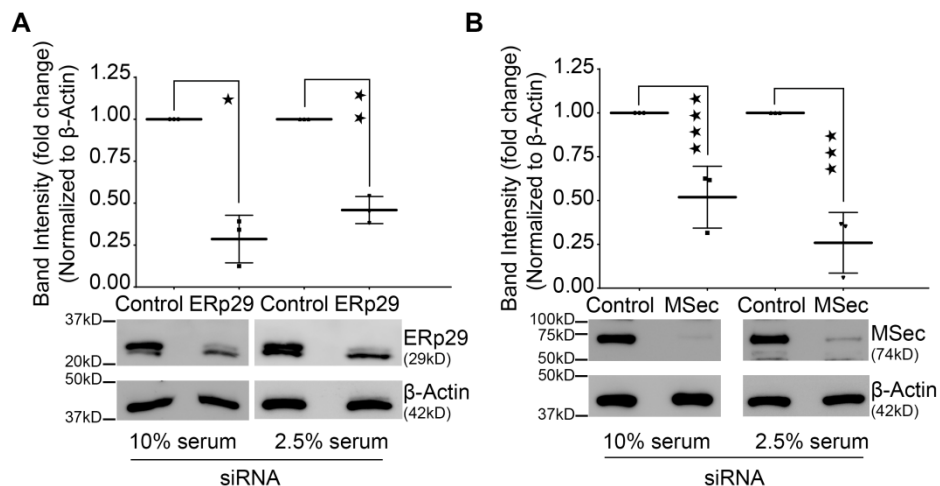 A
Band Intensity (fold change)
(Normalized to β-Actin)
1.25
1.00
0.75
0.50
0.25
0.00
Control ERp29 Control ERp29
37kD
20kD
ERp29
(29kD)
50kD
37kD
β-Actin
(42kD)
10% serum 2.5% serum
siRNA
B
Band Intensity (fold change)
(Normalized to β-Actin)
1.25
1.00
0.75
0.50
0.25
0.00
Control MSec Control MSec
100kD
75kD
50kD
MSec
(74kD)
50kD
37kD
β-Actin
(42kD)
10% serum 2.5% serum
siRNA